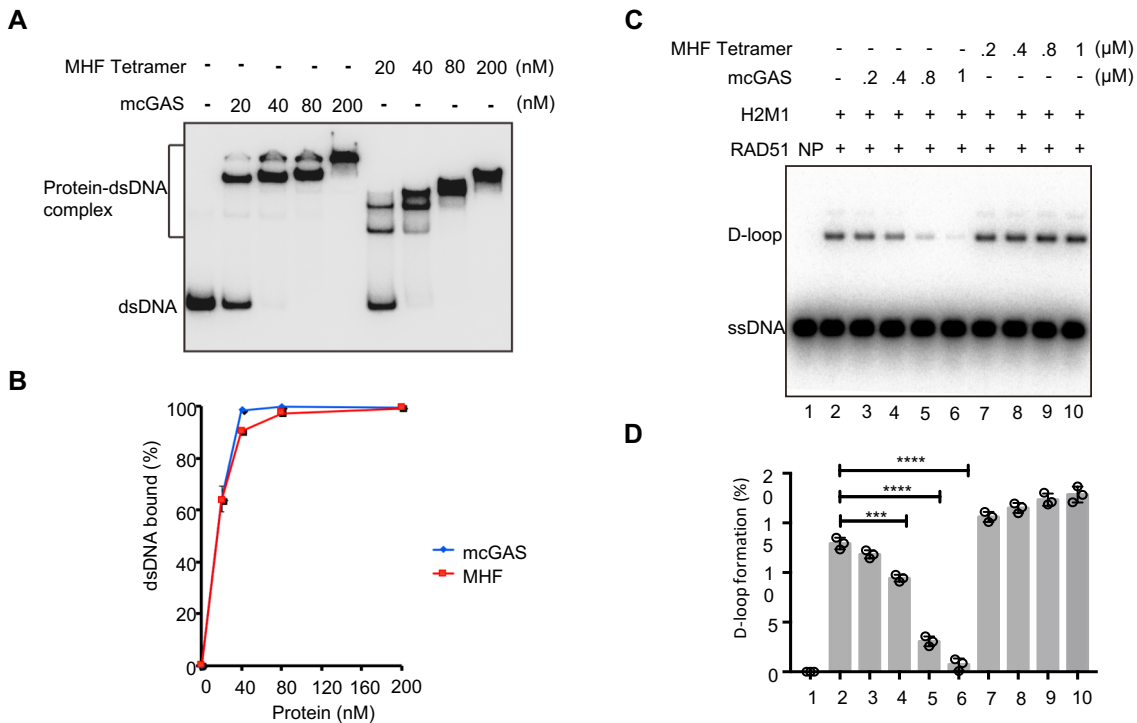 A
MHF Tetramer - - - - - 20 40 80 200 (nM)
mcGAS - 20 40 80 200 - - - - (nM)
Protein-dsDNA
complex
dsDNA
B
100
80
60
40
20
0
dsDNA bound (%)
0 40 80 120 160 200
Protein (nM)
mcGAS
MHF
C
MHF Tetramer - - - - - - .2 .4 .8 1 (µM)
mcGAS - .2 .4 .8 1 - - - - (µM)
H2M1 + + + + + + + + +
RAD51 NP + + + + + + + + +
D-loop
ssDNA
1 2 3 4 5 6 7 8 9 10
D
****
****
***
2
0
1
5
1
0
5
0
D-loop formation (%)
1 2 3 4 5 6 7 8 9 10